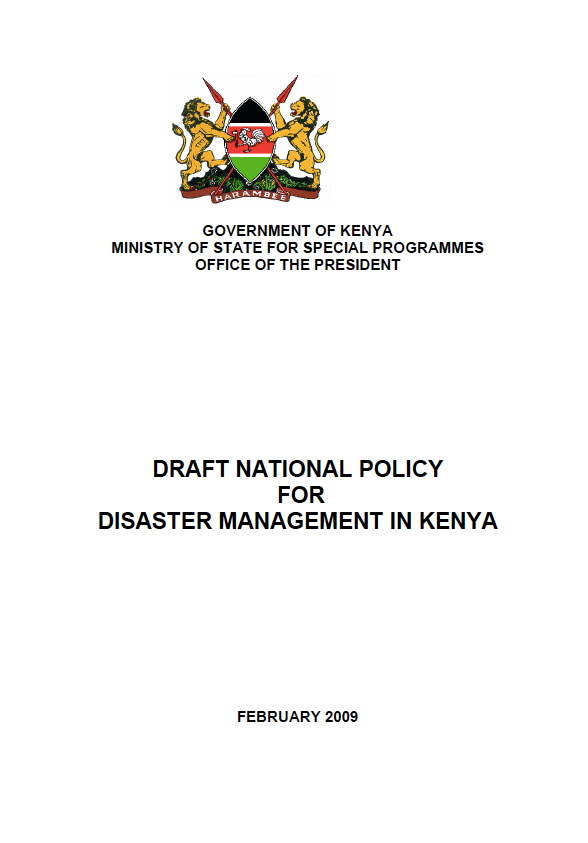 HARAMBEE
GOVERNMENT OF KENYA
MINISTRY OF STATE FOR SPECIAL PROGRAMMES
OFFICE OF THE PRESIDENT
DRAFT NATIONAL POLICY
FOR
DISASTER MANAGEMENT IN KENYA
FEBRUARY 2009